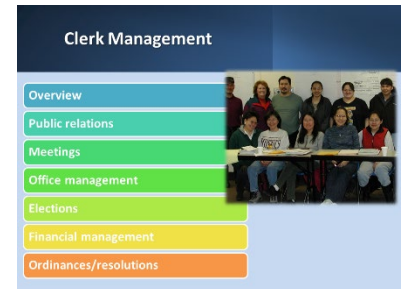 Clerk Management
Overview
Public relations
Meetings
Office management
Elections
Financial management
Ordinances/resolutions